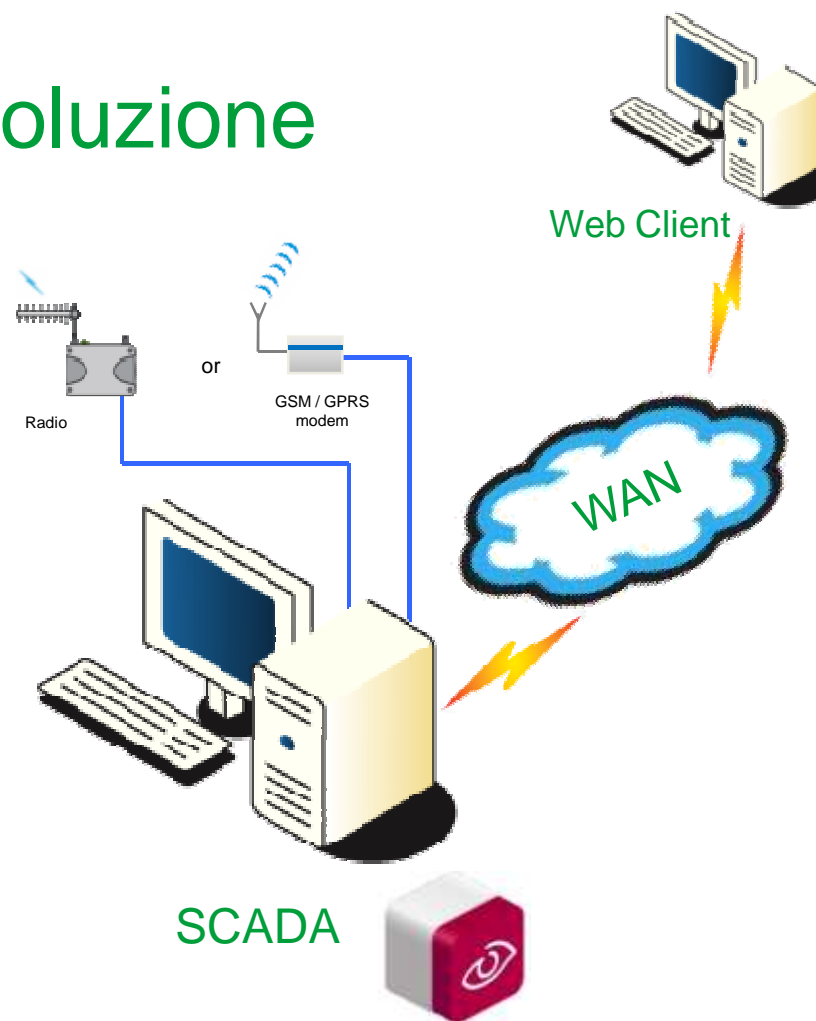 oluzione
Web Client
or
Radio
GSM / GPRS
modem
WAN
SCADA